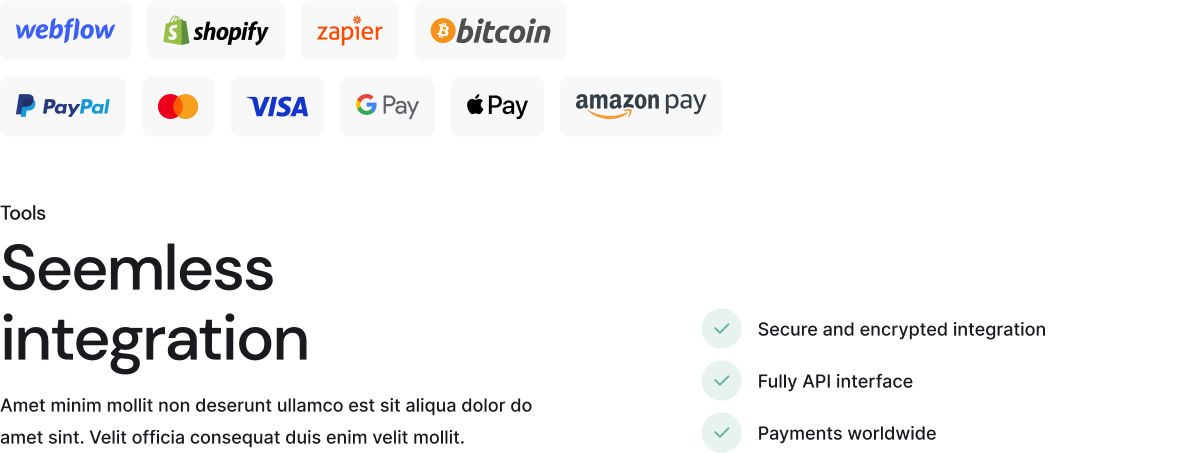 webflow
shopify
zapier
bitcoin
PayPal
VISA
G Pay
Pay
amazon pay
Tools
Seemless
integration
Amet minim mollit non deserunt ullamco est sit aliqua dolor do
amet sint. Velit officia consequat duis enim velit mollit.
Secure and encrypted integration
Fully API interface
Payments worldwide